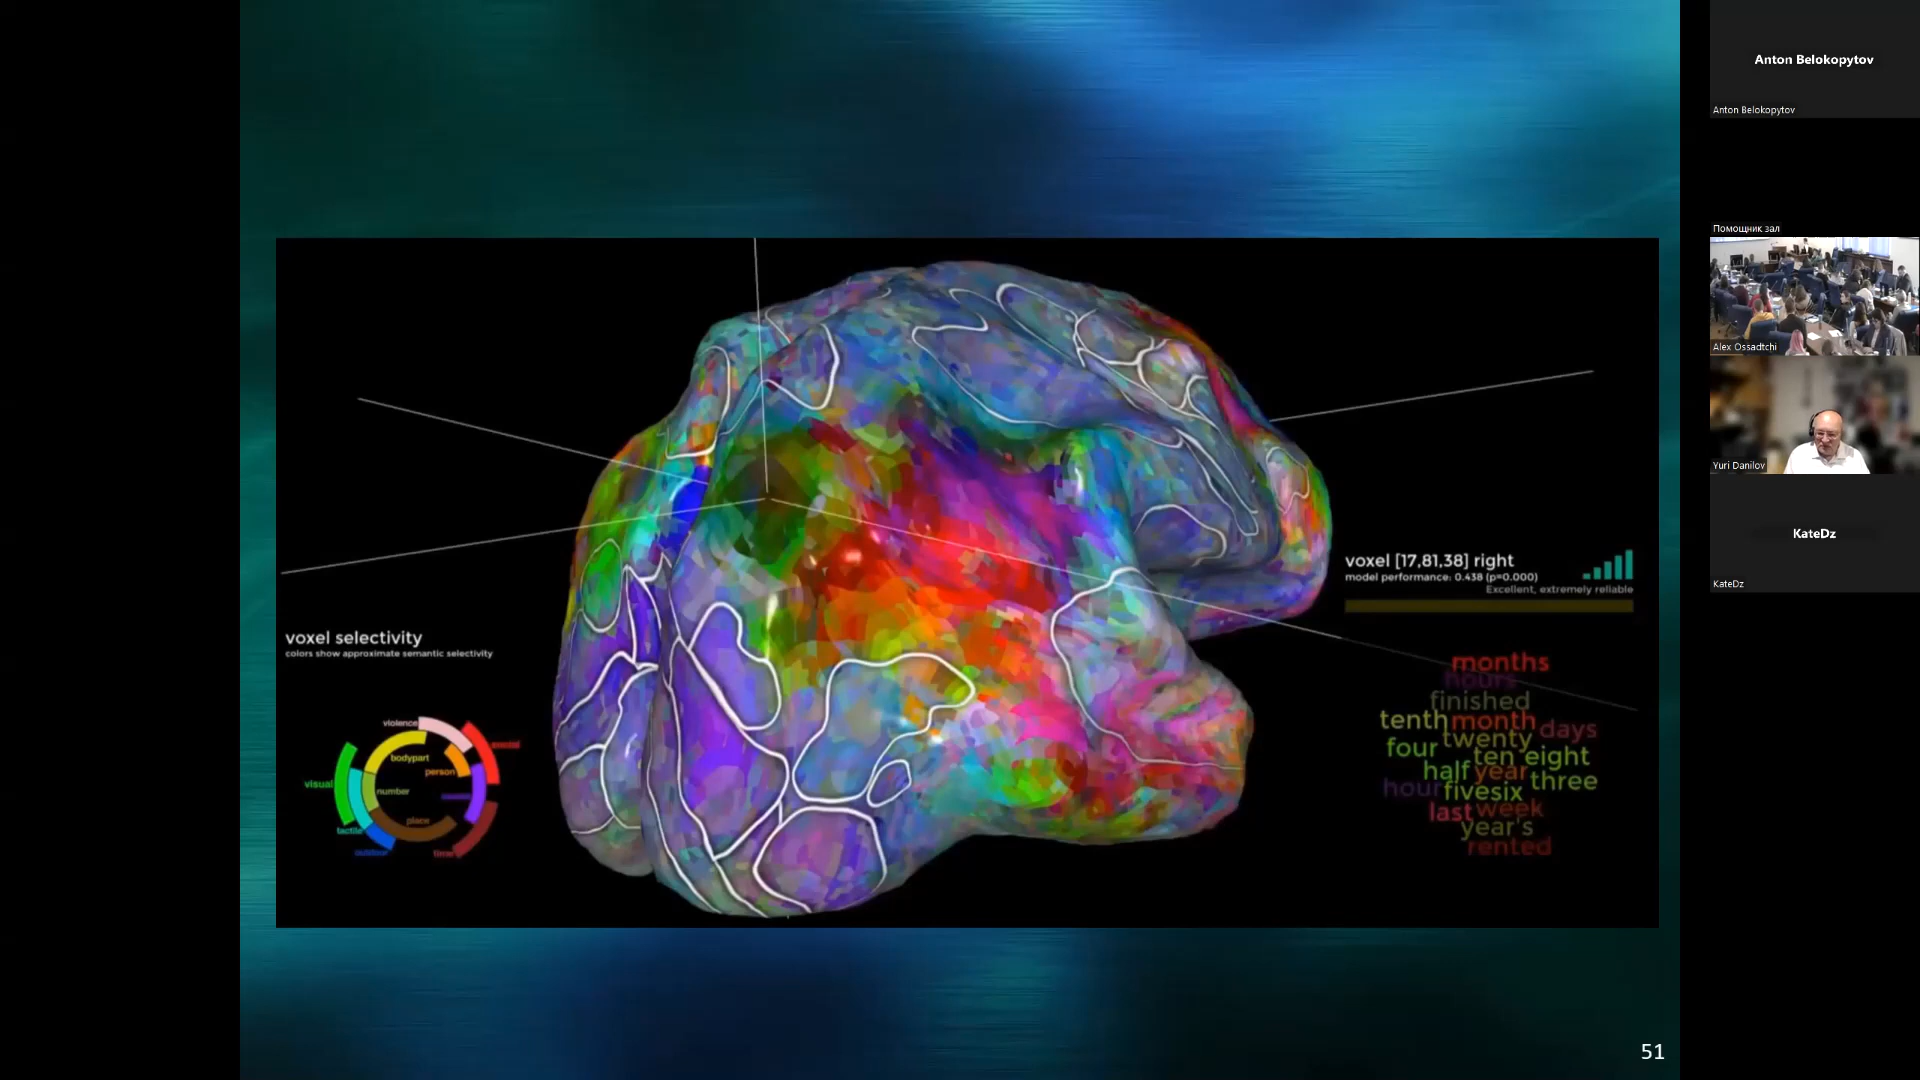 Anton Belokopytov
Anton Belokopytov
Помощник зал
Alex Ossadtchi
Yuri Danilov
KateDz
KateDz
voxel [17,81,38] right
model performance: 0.438 (p=0.000)
Excellent, extremely reliable
voxel selectivity
colors show approximate semantic selectivity
violence
mental
bodypart
person
visual
number
place
tactile
outdoor
time
months
hours
finished
tenth month days
four twenty
ten eight
half year three
hour five six
last week
year's
rented
51